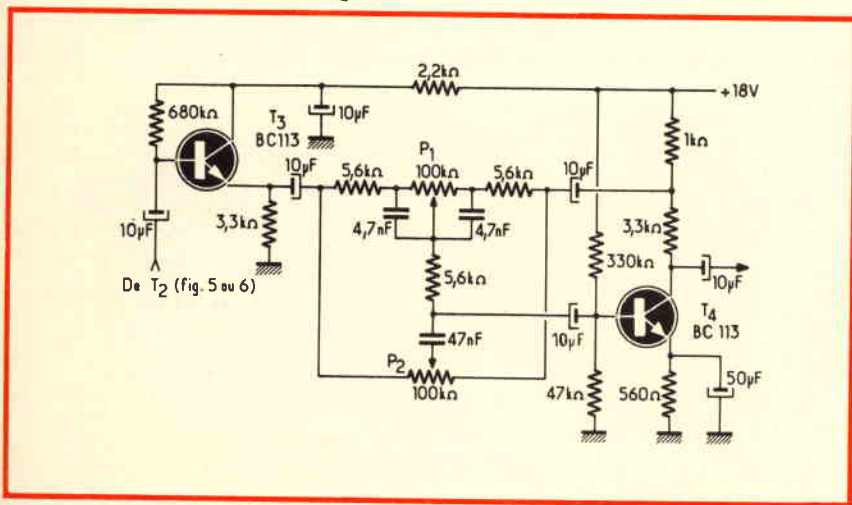 2,2kΩ
+18V
680kΩ
T3
BC113
10µF
1kΩ
10µF
5,6kΩ
P1
100kΩ
5,6kΩ
10µF
3,3kΩ
4,7nF
4,7nF
3,3kΩ
10µF
330kΩ
5,6kΩ
10µF
De T2 (fig. 5 ou 6)
T4
BC 113
47nF
10µF
P2
100kΩ
47kΩ
560Ω
50µF